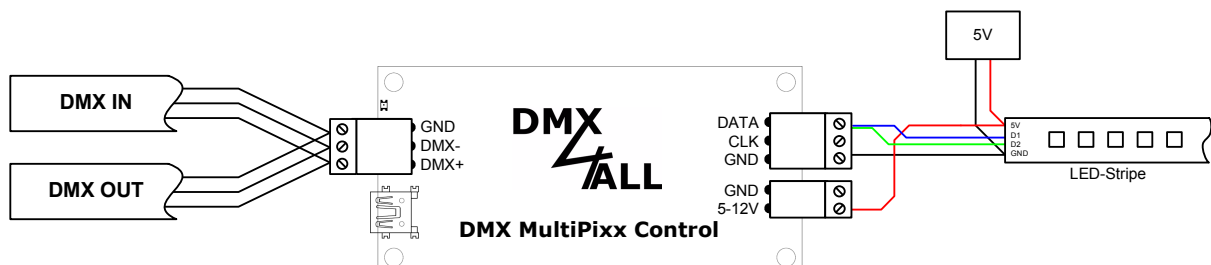 5V
DMX IN
DMX OUT
GND
DMX-
DMX+
DMX
4ALL
DMX MultiPixx Control
DATA
CLK
GND
GND
5-12V
5V
D1
D2
GND
LED-Stripe